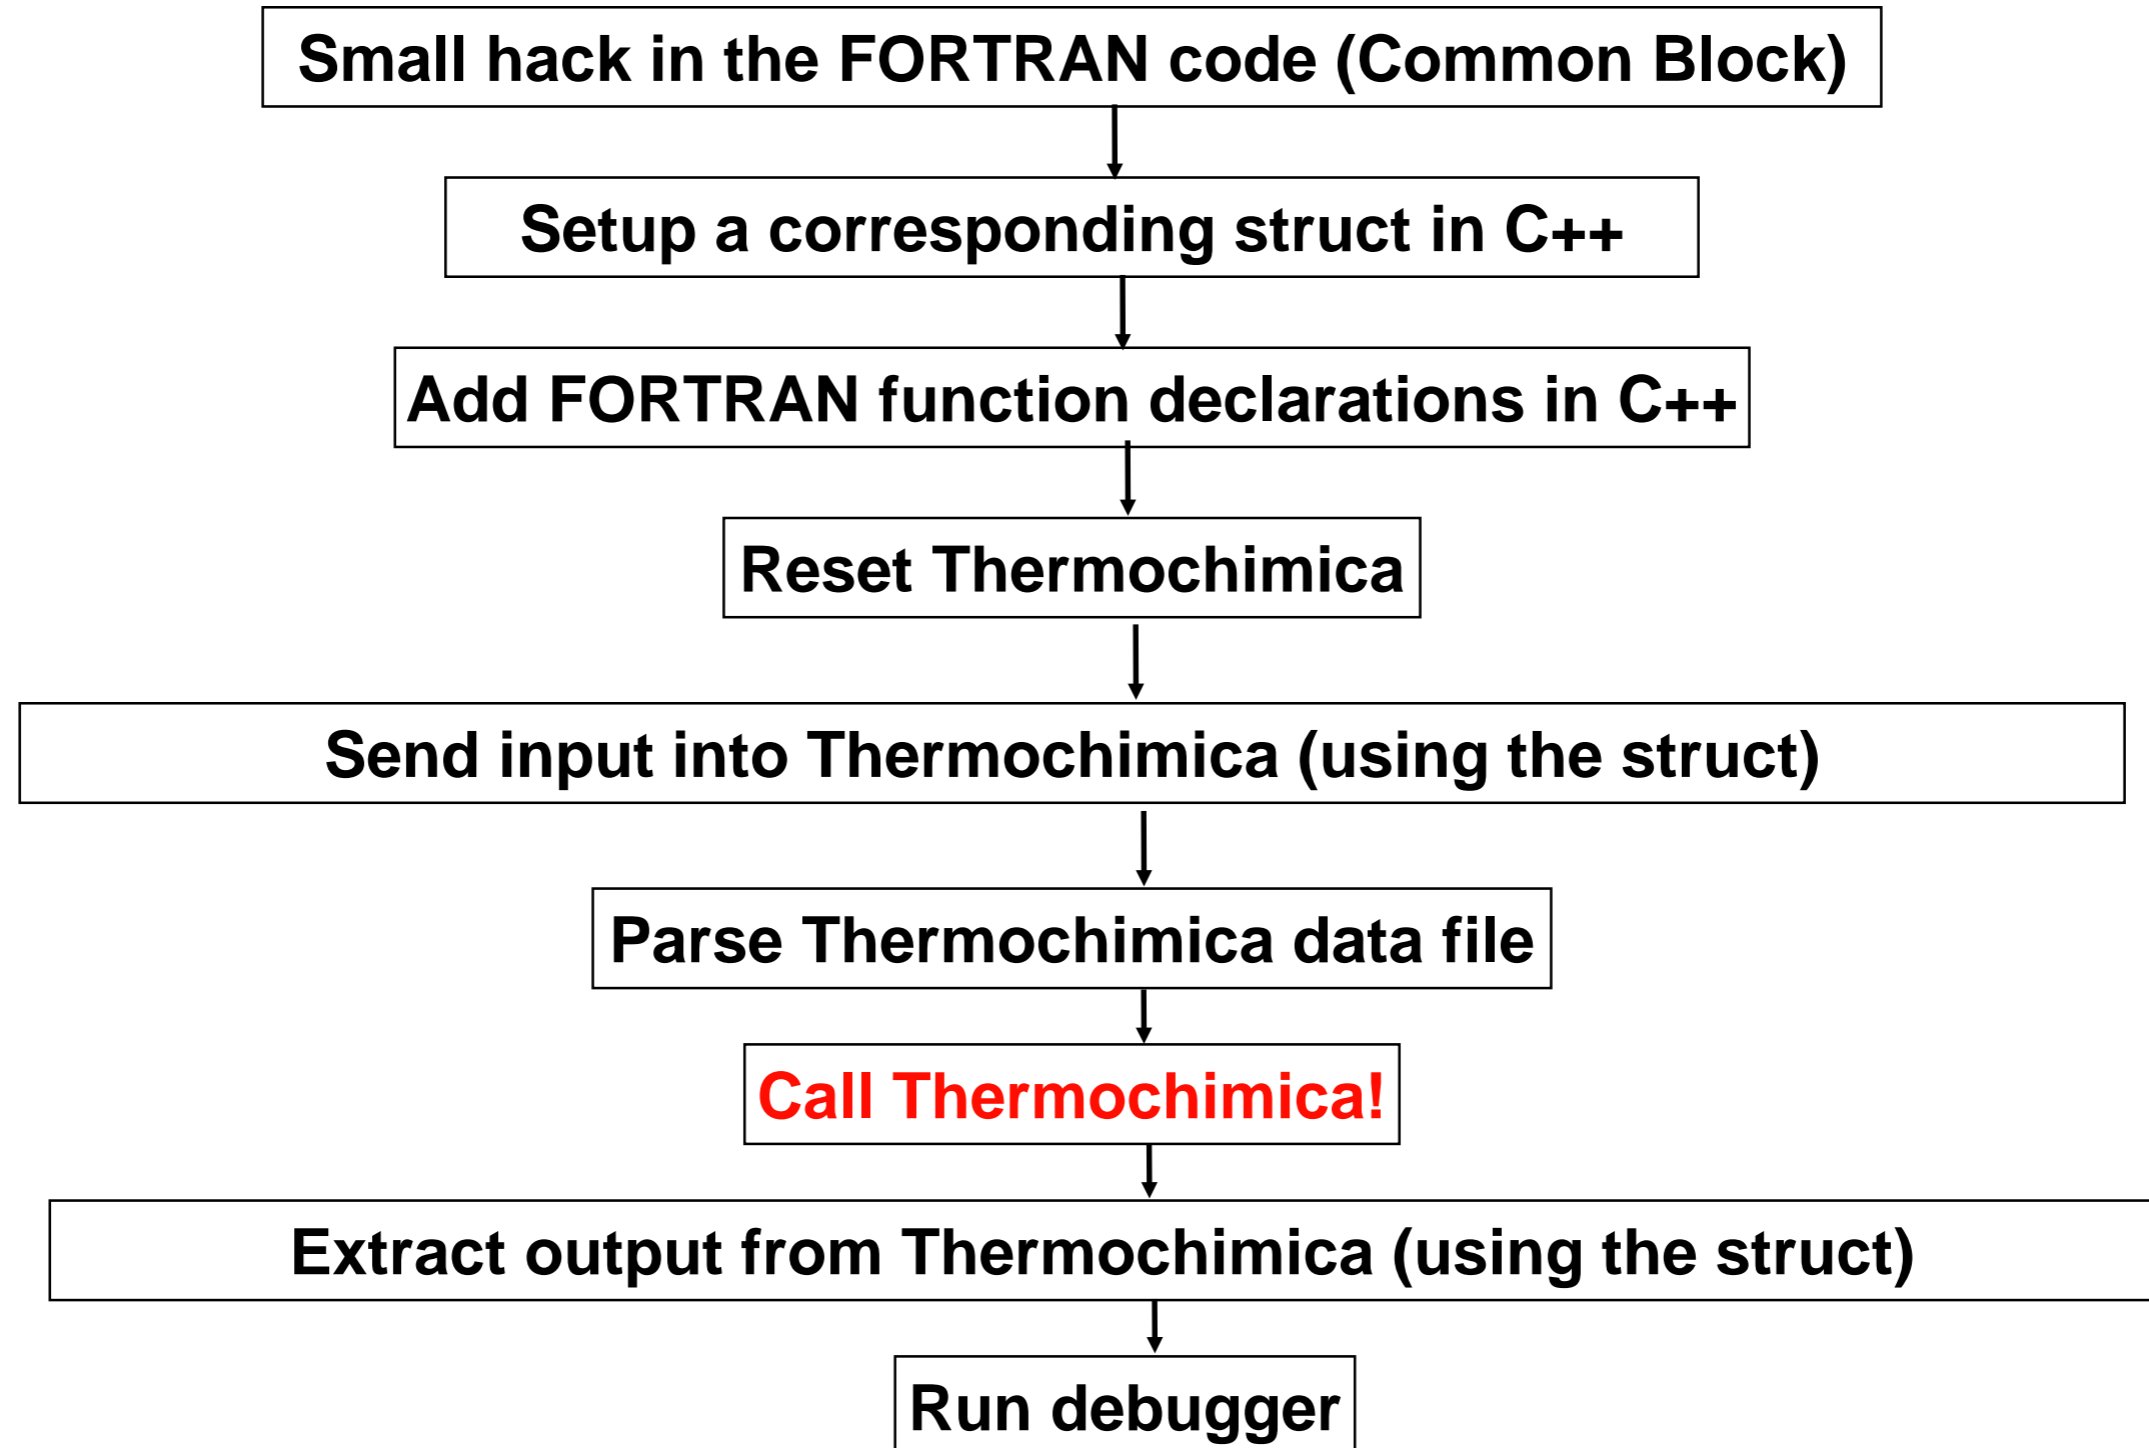 Small hack in the FORTRAN code (Common Block)
Setup a corresponding struct in C++
Add FORTRAN function declarations in C++
Reset Thermochimica
Send input into Thermochimica (using the struct)
Parse Thermochimica data file
Call Thermochimica!
Extract output from Thermochimica (using the struct)
Run debugger